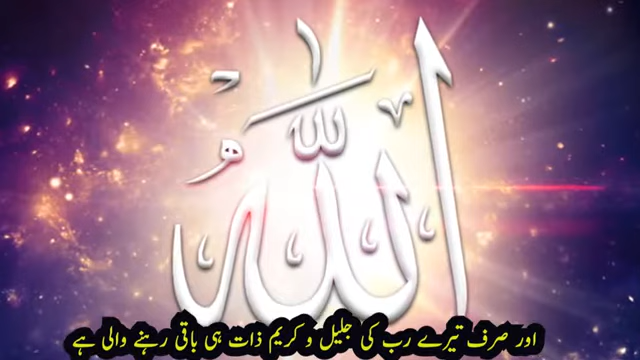 الله
اور صرف تیرے رب کی جلیل و کریم ذات ہی باقی رہنے والی ہے